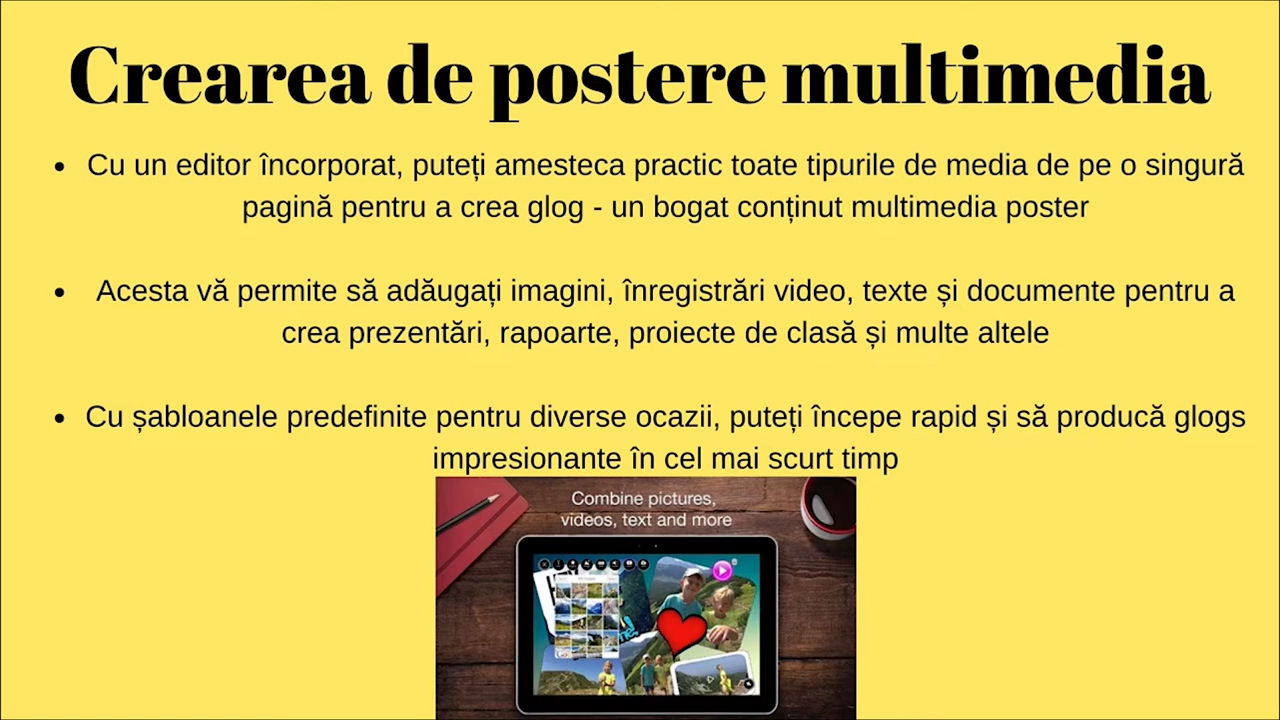 Crearea de postere multimedia
• Cu un editor încorporat, puteți amesteca practic toate tipurile de media de pe o singură
pagină pentru a crea glog - un bogat conținut multimedia poster
• Acesta vă permite să adăugați imagini, înregistrări video, texte și documente pentru a
crea prezentări, rapoarte, proiecte de clasă și multe altele
• Cu șabloanele predefinite pentru diverse ocazii, puteți începe rapid și să producă glogs
impresionante în cel mai scurt timp
Combine pictures,
videos, text and more